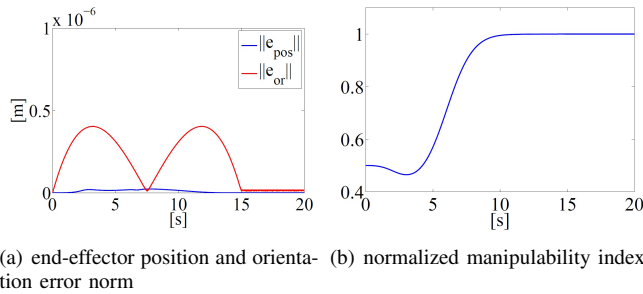 1 x 10⁻⁶
||e_pos||
||e_or||
[m]
0.5
0
0 5 10 15 20
[s]
1
0.8
0.6
0.4
0 5 10 15 20
[s]
(a) end-effector position and orienta-
tion error norm
(b) normalized manipulability index